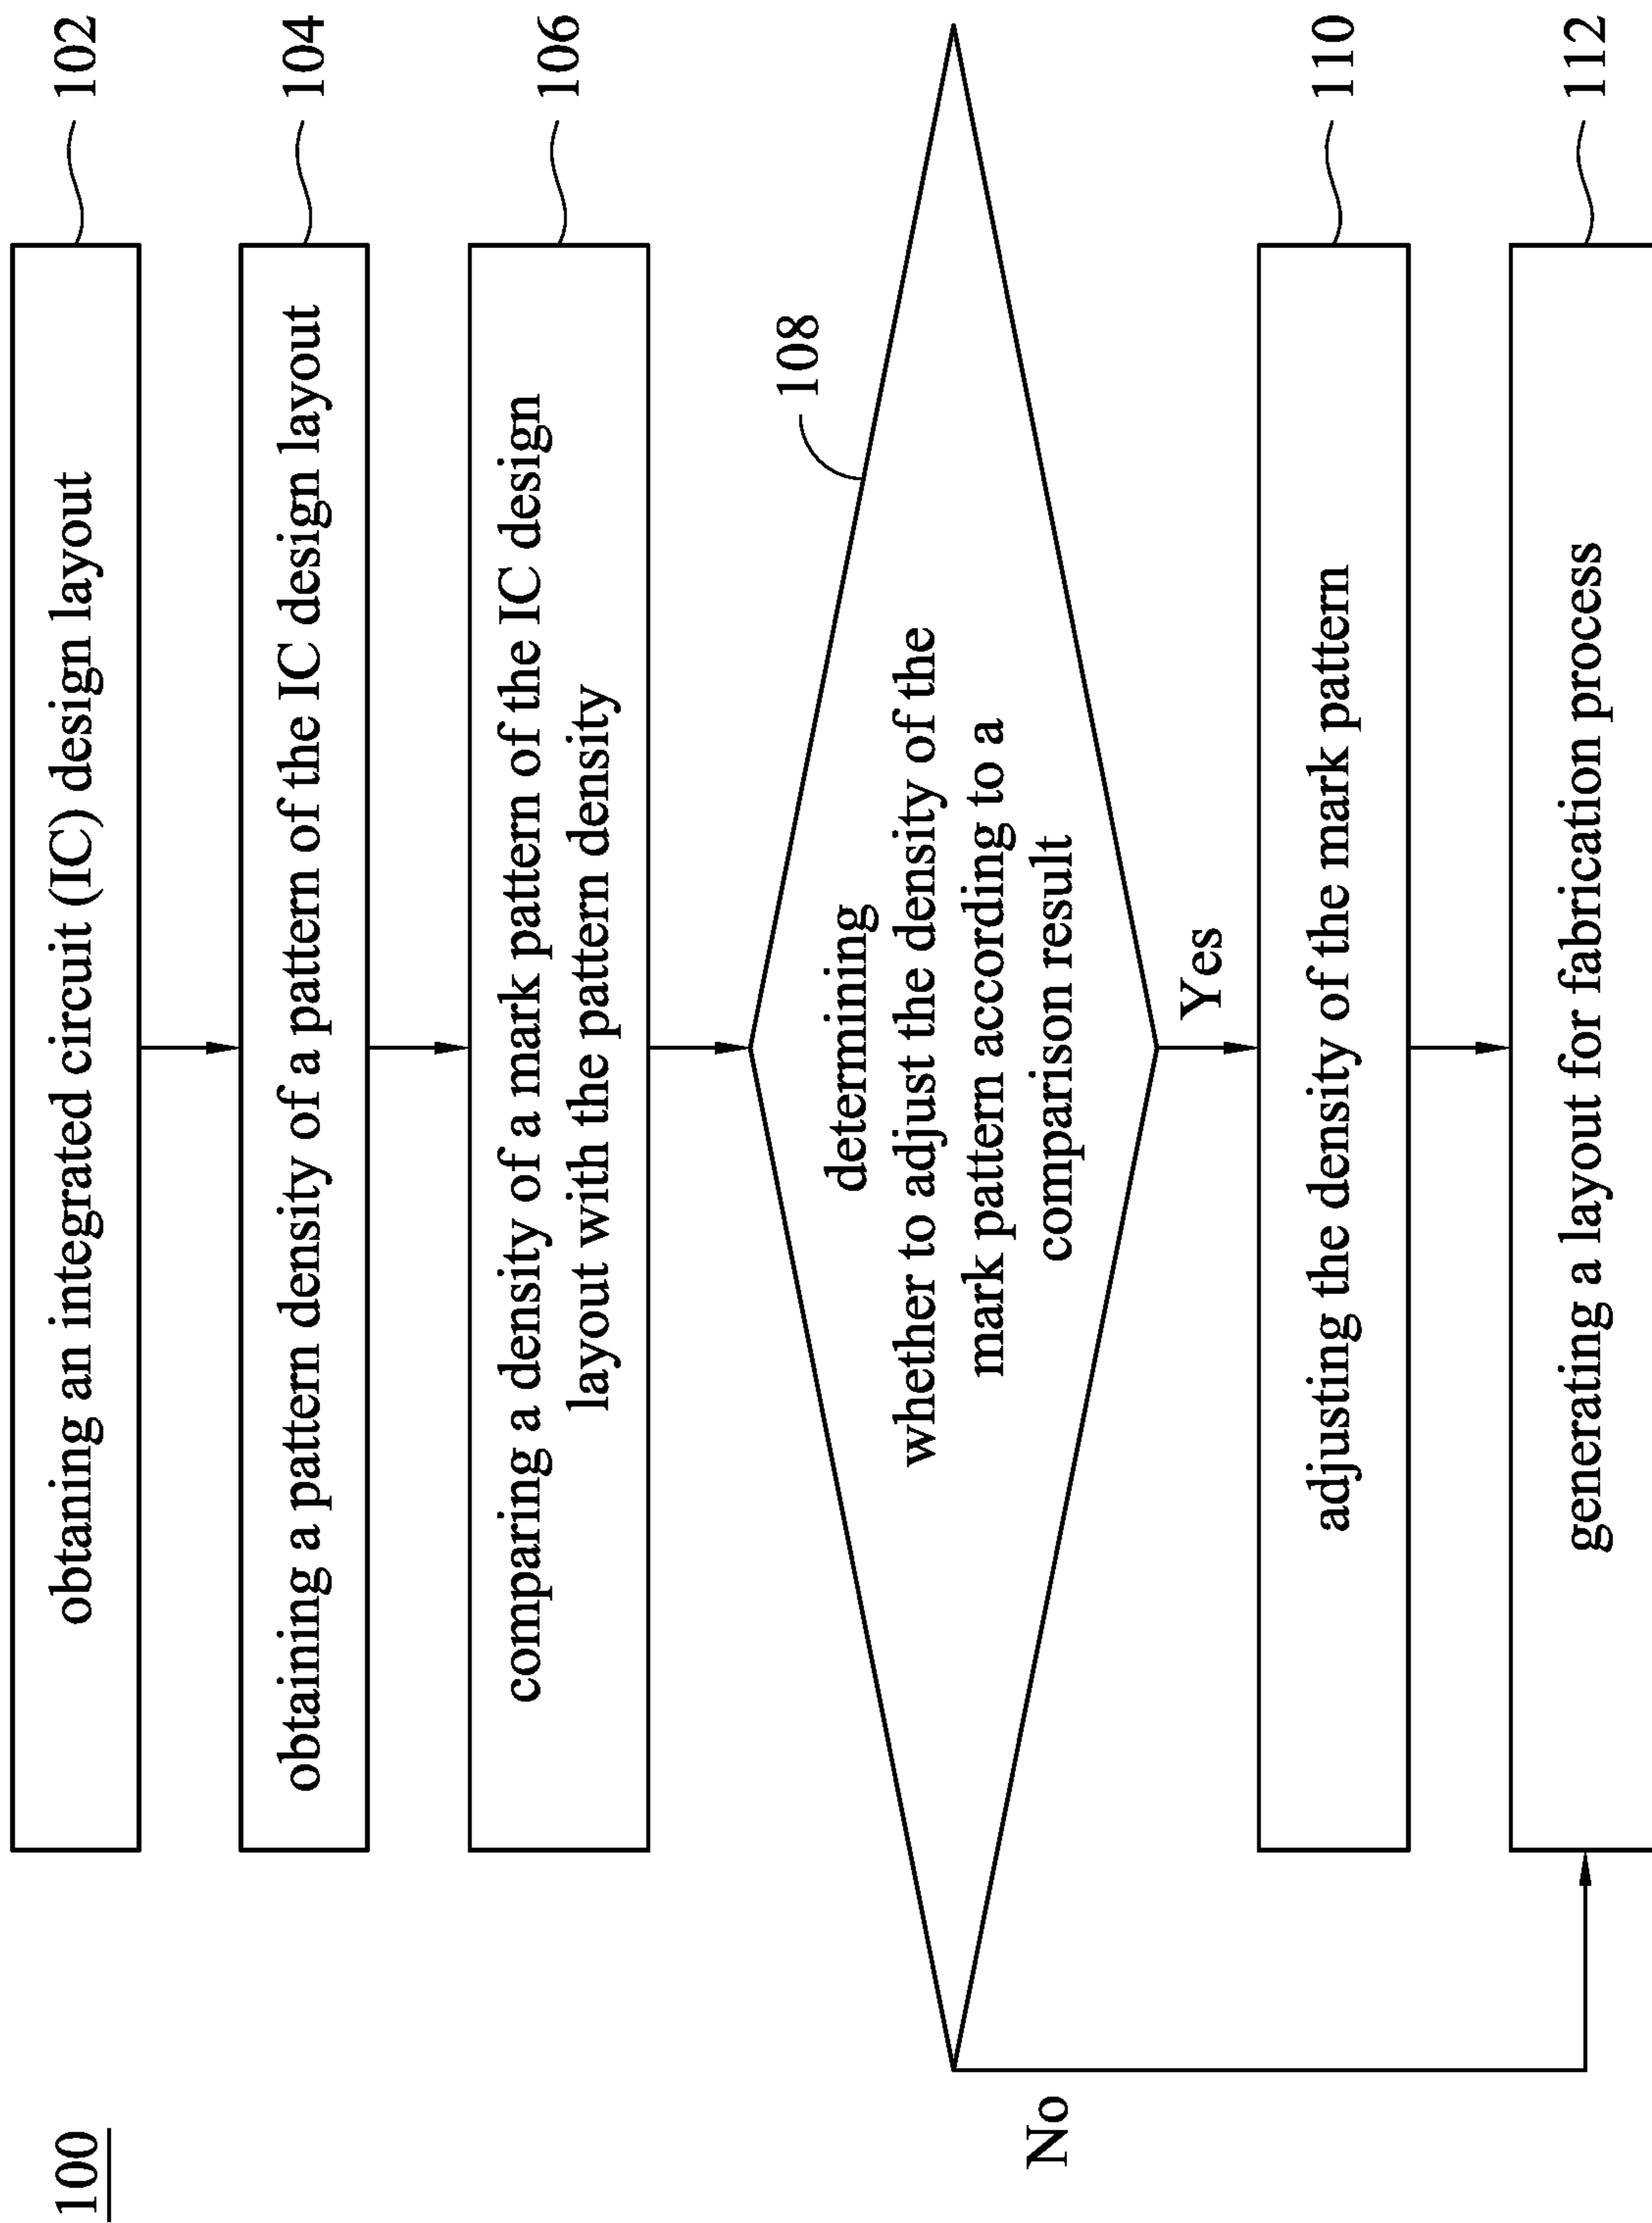 100
obtaning an integrated circuit (IC) design layout
102
obtaining a pattern density of a pattern of the IC design layout
104
comparing a density of a mark pattern of the IC design
layout with the pattern density
106
determining
whether to adjust the density of the
mark pattern according to a
comparison result
108
No
Yes
adjusting the density of the mark pattern
110
generating a layout for fabrication process
112